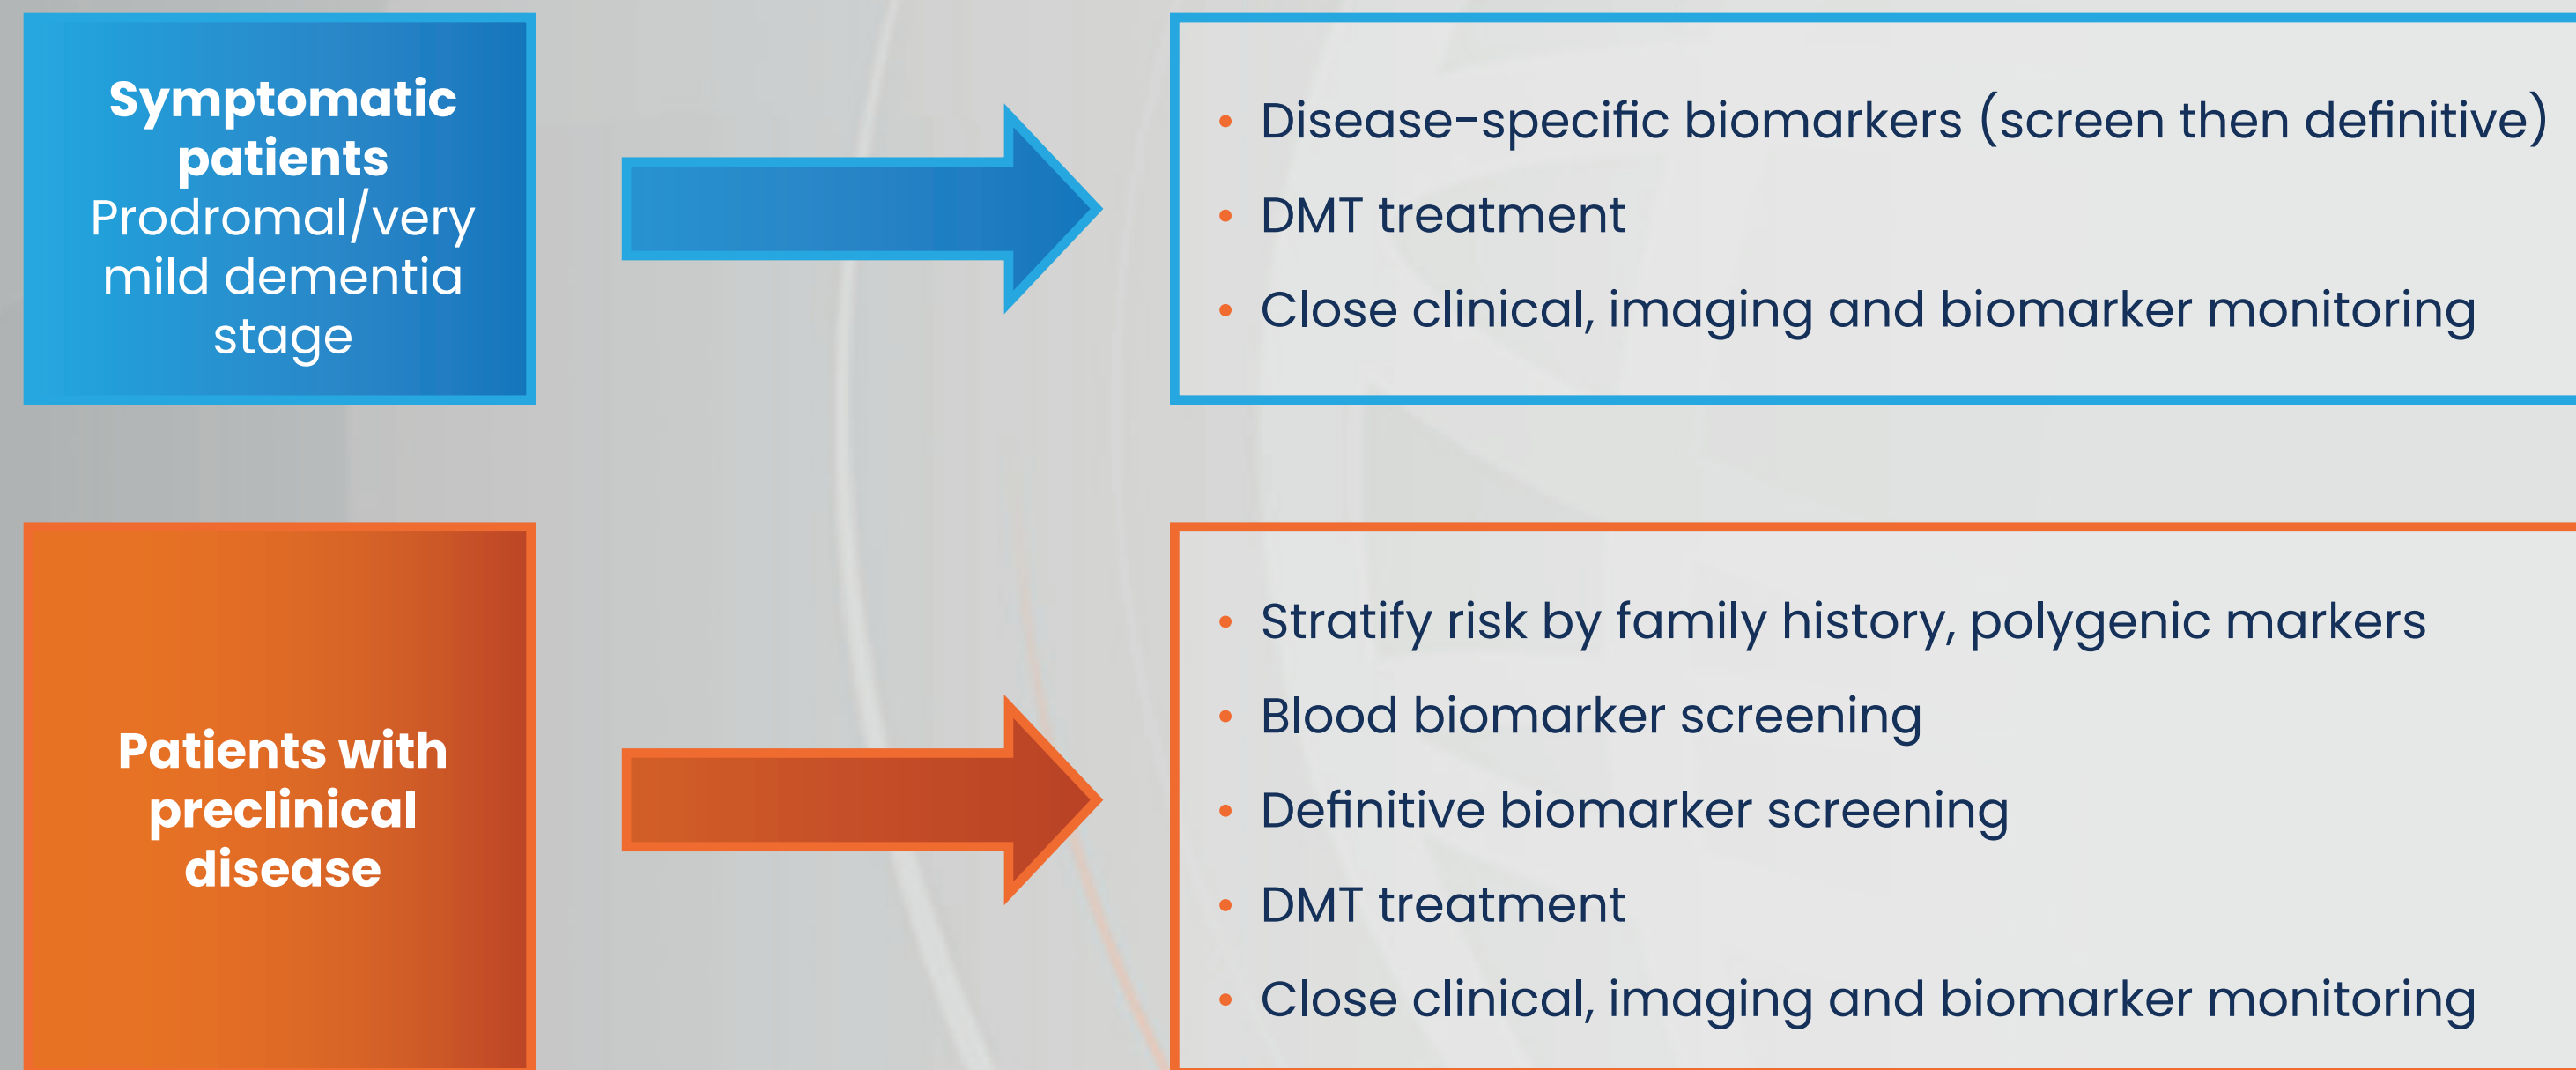 Symptomatic
patients
Prodromal/very
mild dementia
stage
• Disease-specific biomarkers (screen then definitive)
• DMT treatment
• Close clinical, imaging and biomarker monitoring
Patients with
preclinical
disease
• Stratify risk by family history, polygenic markers
• Blood biomarker screening
• Definitive biomarker screening
• DMT treatment
• Close clinical, imaging and biomarker monitoring